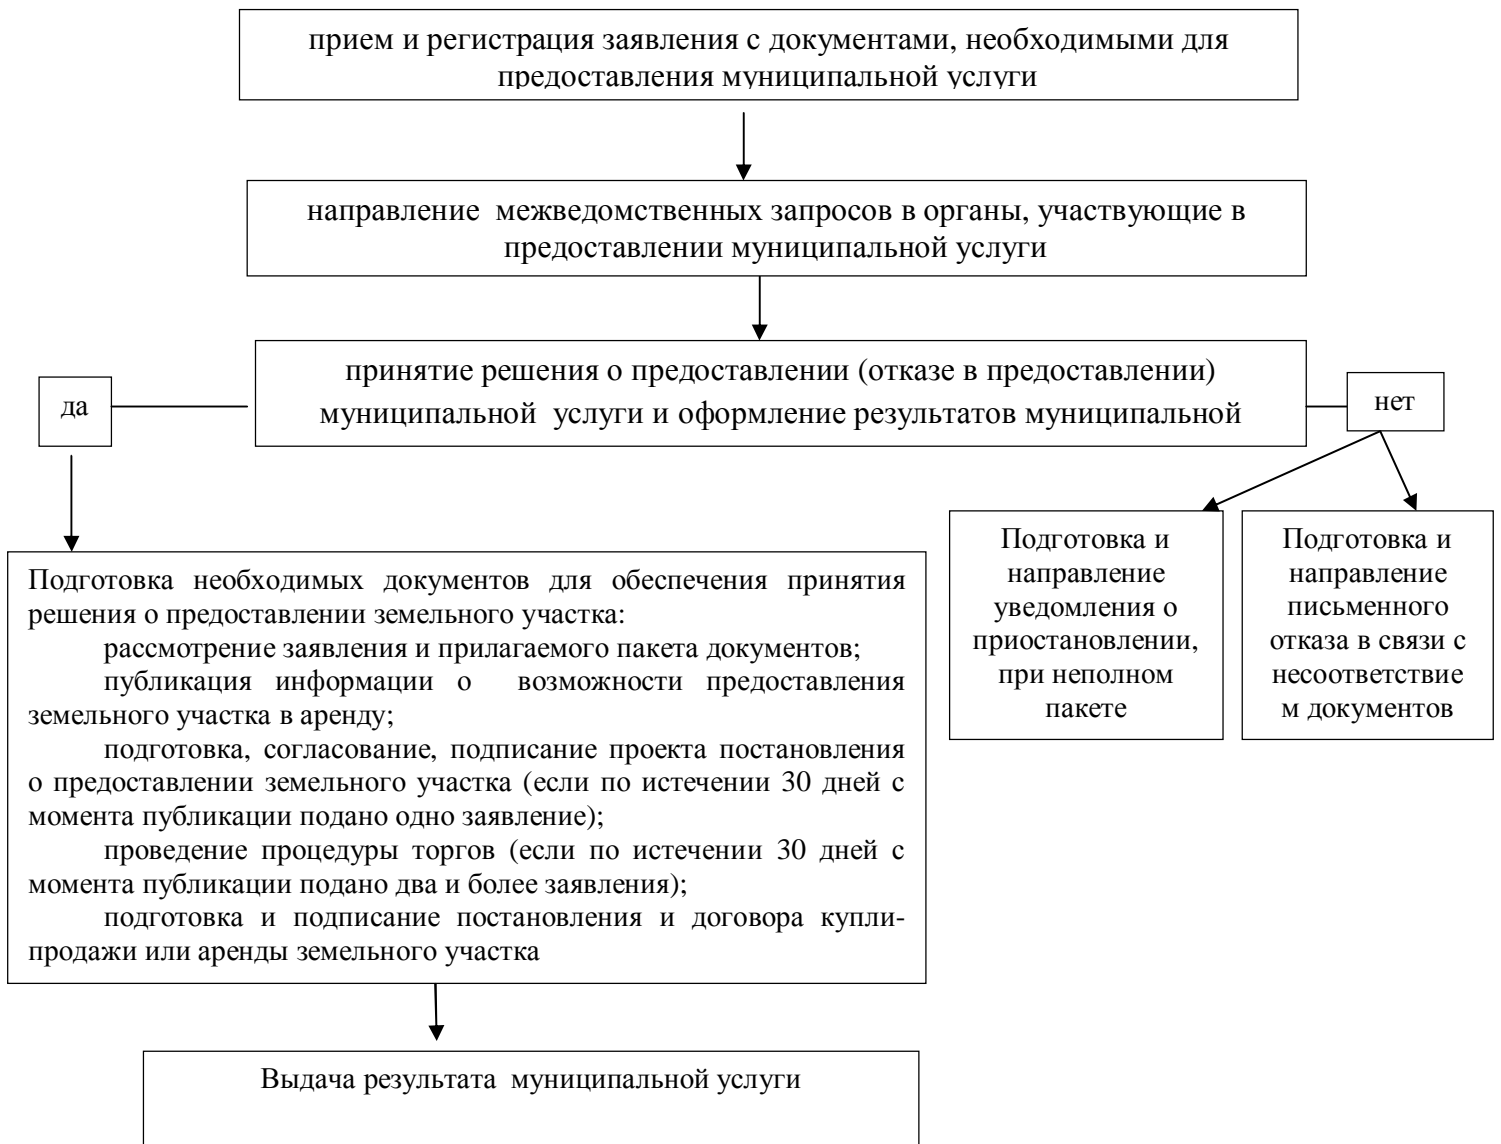 прием и регистрация заявления с документами, необходимыми для
предоставления муниципальной услуги
направление межведомственных запросов в органы, участвующие в
предоставлении муниципальной услуги
принятие решения о предоставлении (отказе в предоставлении)
муниципальной услуги и оформление результатов муниципальной
да
нет
Подготовка необходимых документов для обеспечения принятия
решения о предоставлении земельного участка:
рассмотрение заявления и прилагаемого пакета документов;
публикация информации о возможности предоставления
земельного участка в аренду;
подготовка, согласование, подписание проекта постановления
о предоставлении земельного участка (если по истечении 30 дней с
момента публикации подано одно заявление);
проведение процедуры торгов (если по истечении 30 дней с
момента публикации подано два и более заявления);
подготовка и подписание постановления и договора купли-
продажи или аренды земельного участка
Подготовка и
направление
уведомления о
приостановлении,
при неполном
пакете
Подготовка и
направление
письменного
отказа в связи с
несоответствие
м документов
Выдача результата муниципальной услуги